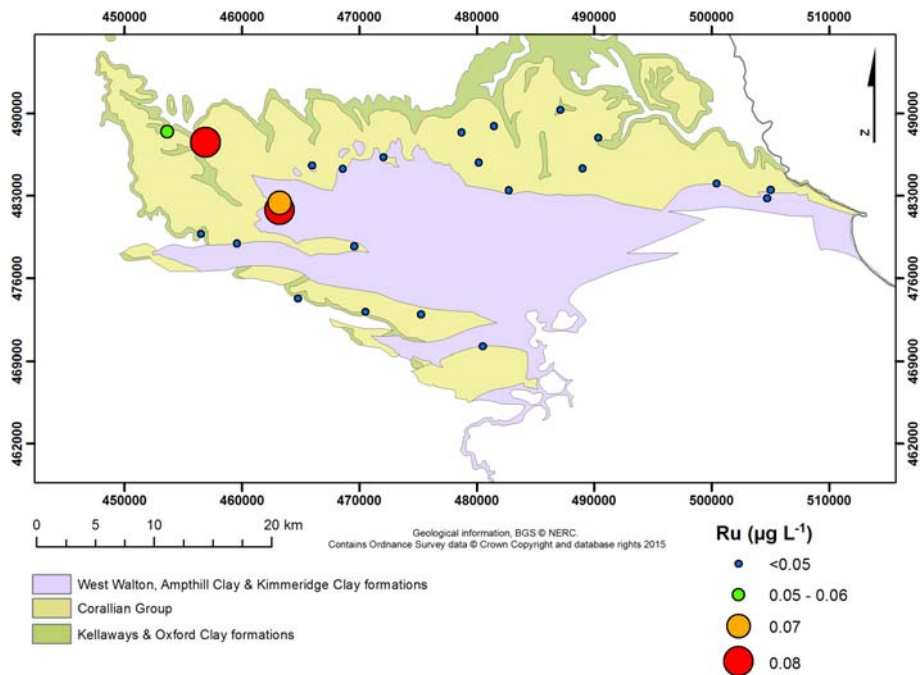 450000 460000 470000 480000 490000 500000 510000
490000 490000
483000 483000
476000 476000
469000 469000
462000 462000
450000 460000 470000 480000 490000 500000 510000
N
0 5 10 20 km
Geological information, BGS © NERC.
Contains Ordnance Survey data © Crown Copyright and database rights 2015
West Walton, Ampthill Clay & Kimmeridge Clay formations
Corallian Group
Kellaways & Oxford Clay formations
Ru (µg L⁻¹)
<0.05
0.05 - 0.06
0.07
0.08